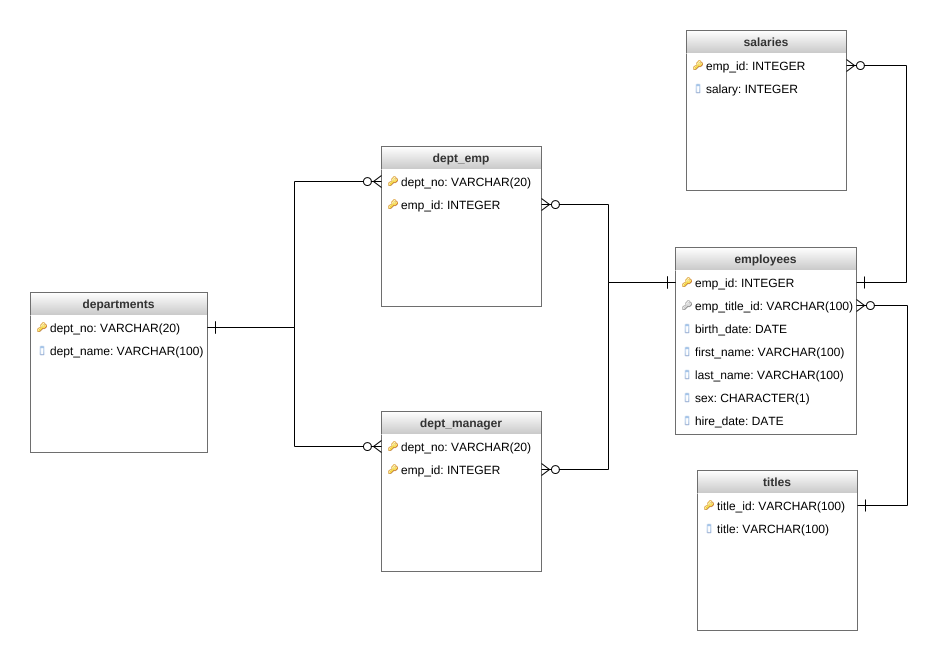 salaries
emp_id: INTEGER
salary: INTEGER
dept_emp
dept_no: VARCHAR(20)
emp_id: INTEGER
employees
emp_id: INTEGER
emp_title_id: VARCHAR(100)
birth_date: DATE
first_name: VARCHAR(100)
last_name: VARCHAR(100)
sex: CHARACTER(1)
hire_date: DATE
departments
dept_no: VARCHAR(20)
dept_name: VARCHAR(100)
dept_manager
dept_no: VARCHAR(20)
emp_id: INTEGER
titles
title_id: VARCHAR(100)
title: VARCHAR(100)